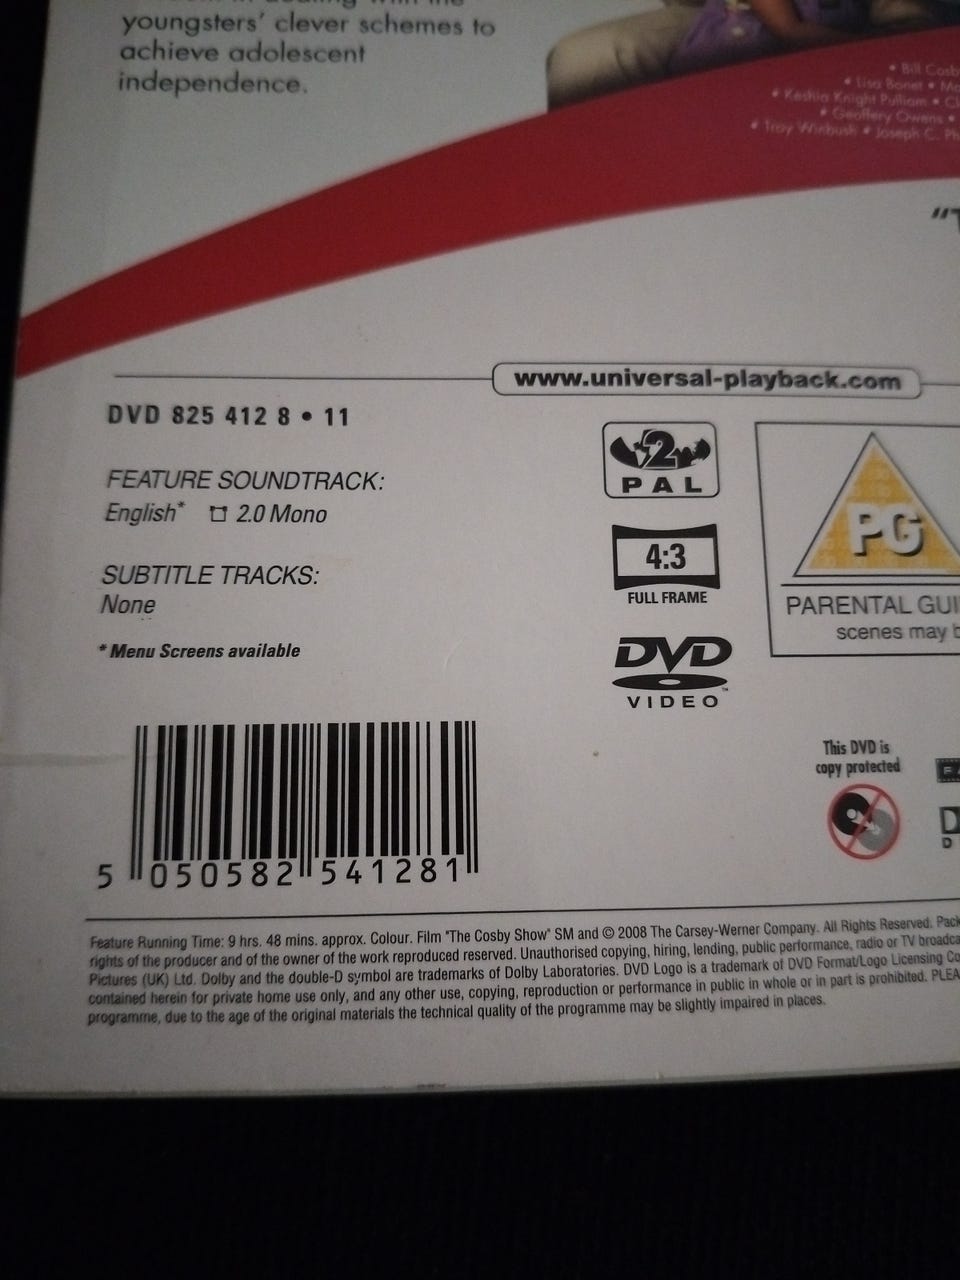 youngsters' clever schemes to
achieve adolescent
independence.
• Bill Cosby
• Lisa Bonet •
• Keshia Knight Pulliam •
• Geoffery Owens •
• Troy Winbush • Joseph C.
www.universal-playback.com
DVD 825 412 8 • 11
FEATURE SOUNDTRACK:
English* 2.0 Mono
SUBTITLE TRACKS:
None
* Menu Screens available
2
PAL
4:3
FULL FRAME
DVD
VIDEO™
PG
PARENTAL
scenes may
This DVD is
copy protected
5 050582 541281
Feature Running Time: 9 hrs. 48 mins. approx. Colour. Film "The Cosby Show" SM and © 2008 The Carsey-Werner Company. All Rights Reserved.
rights of the producer and of the owner of the work reproduced reserved. Unauthorised copying, hiring, lending, public performance, radio or TV
Pictures (UK) Ltd. Dolby and the double-D symbol are trademarks of Dolby Laboratories. DVD Logo is a trademark of DVD Format/Logo Licensing
contained herein for private home use only, and any other use, copying, reproduction or performance in public in whole or in part is prohibited.
programme, due to the age of the original materials the technical quality of the programme may be slightly impaired in places.